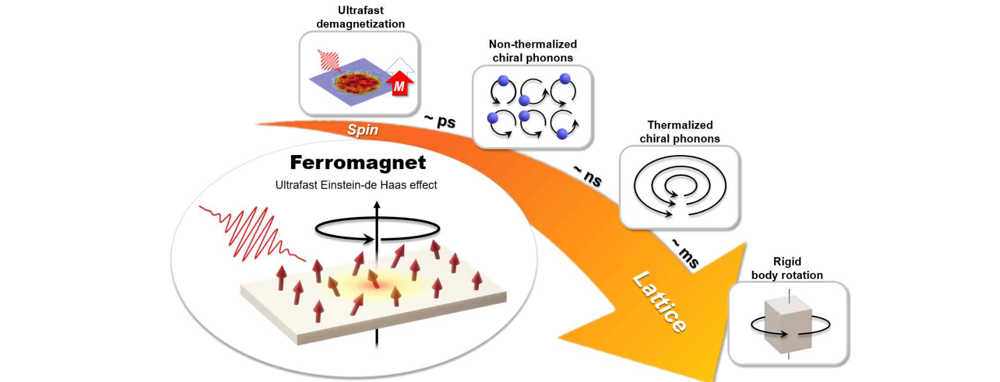 Ultrafast
demagnetization
M
Non-thermalized
chiral phonons
~ ps
Spin
Thermalized
chiral phonons
~ ns
Ferromagnet
Ultrafast Einstein-de Haas effect
~ ms
Rigid
body rotation
Lattice